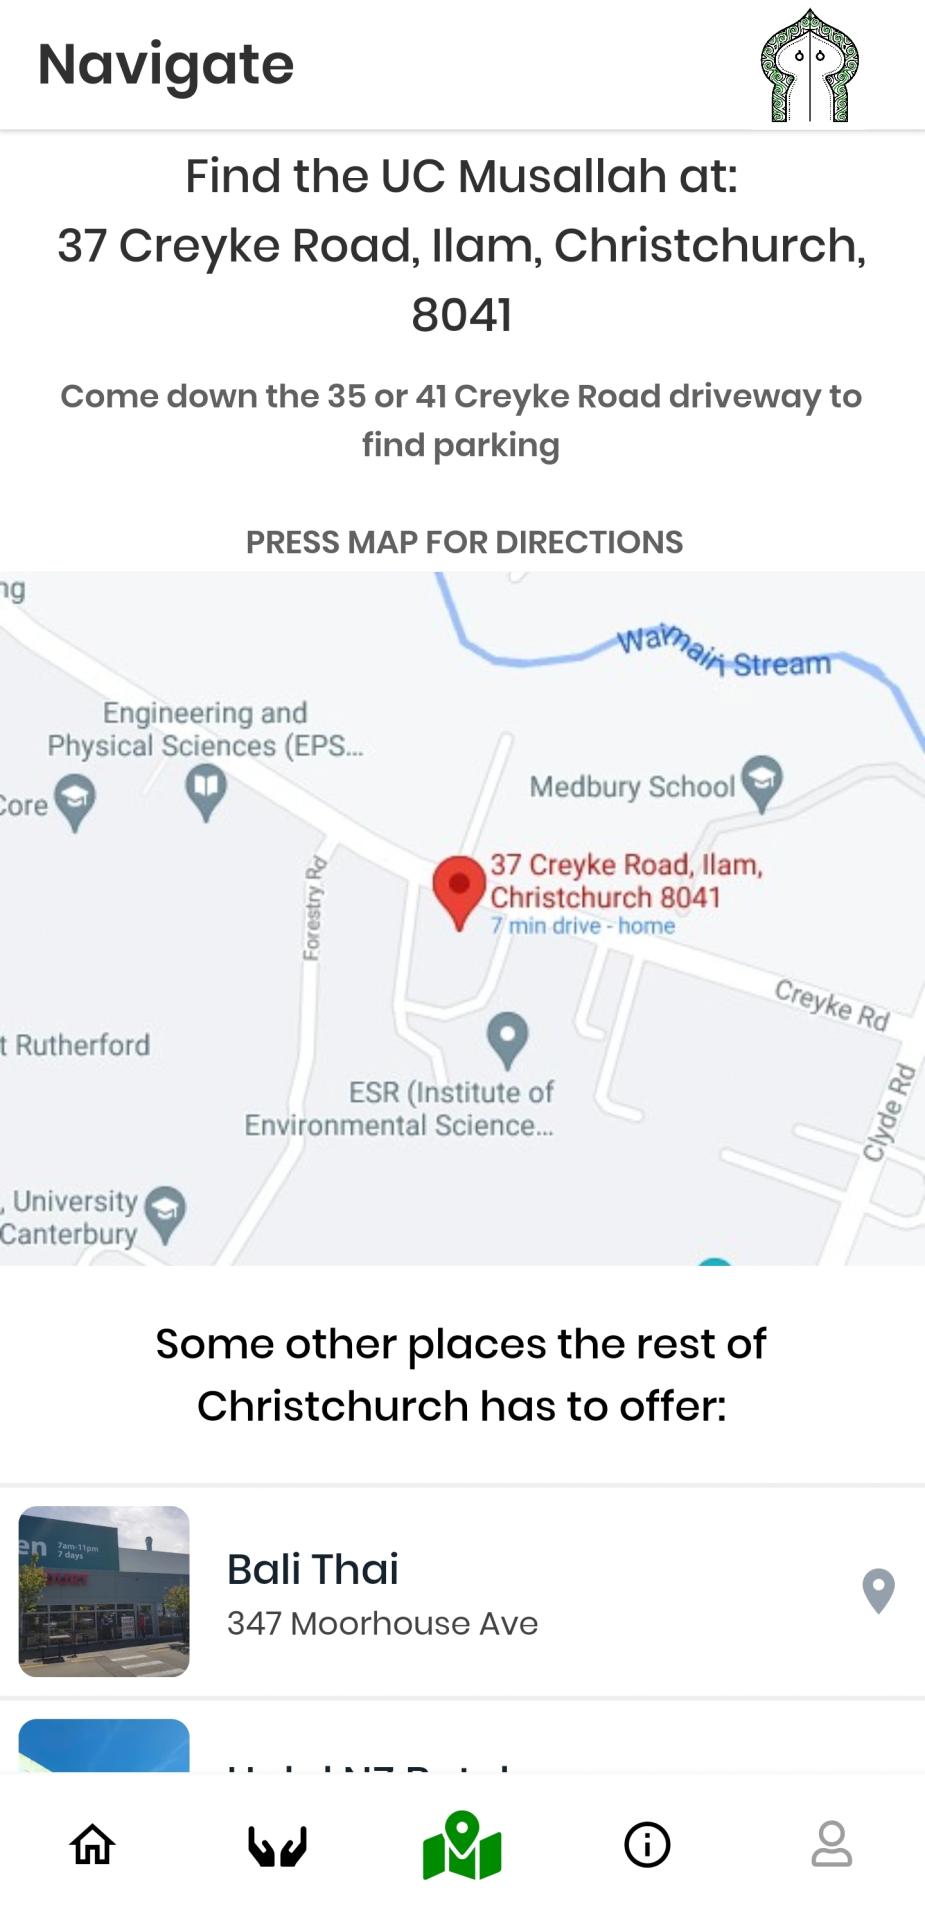 Navigate
Find the UC Musallah at:
37 Creyke Road, Ilam, Christchurch,
8041
Come down the 35 or 41 Creyke Road driveway to
find parking
PRESS MAP FOR DIRECTIONS
ng
Waimairi Stream
Engineering and
Physical Sciences (EPS...
Medbury School
Core
37 Creyke Road, Ilam,
Christchurch 8041
7 min drive - home
Forestry Rd
Creyke Rd
t Rutherford
ESR (Institute of
Environmental Science...
Clyde Rd
, University
Canterbury
Some other places the rest of
Christchurch has to offer:
en
7am-11pm
7 days
Bali Thai
347 Moorhouse Ave